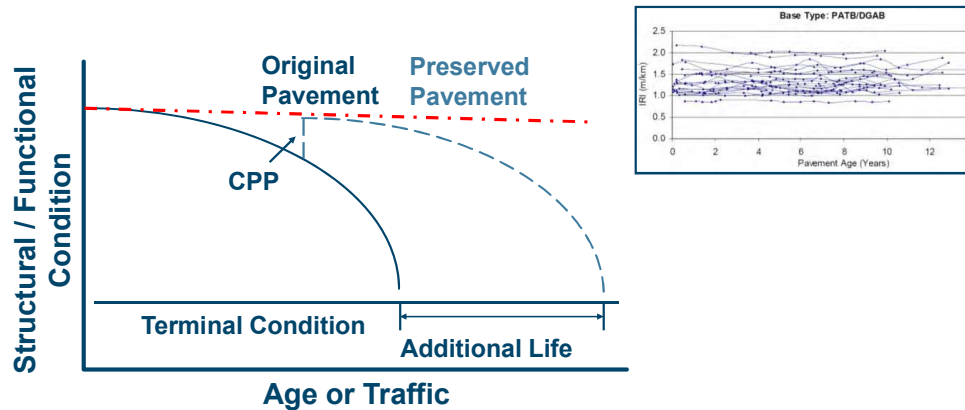 Structural / Functional
Condition
Original
Pavement
Preserved
Pavement
CPP
Terminal Condition
Additional Life
Age or Traffic
Base Type: PATB/DGAB
IRI (m/km)
2.5
2.0
1.5
1.0
0.5
0.0
0 2 4 6 8 10 12
Pavement Age (Years)